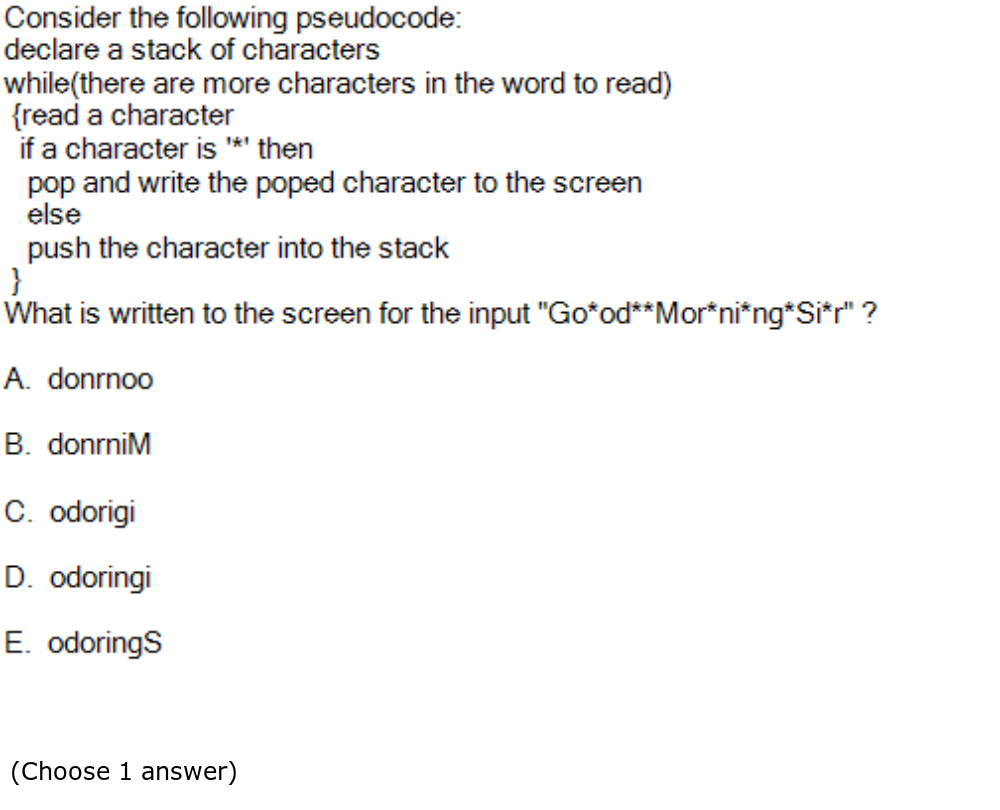 Consider the following pseudocode:
declare a stack of characters
while(there are more characters in the word to read)
{read a character
if a character is '*' then
pop and write the poped character to the screen
else
push the character into the stack
}
What is written to the screen for the input "Go*od**Mor*ni*ng*Si*r" ?
A. donrnoo
B. donrniM
C. odorigi
D. odoringi
E. odoringS
(Choose 1 answer)